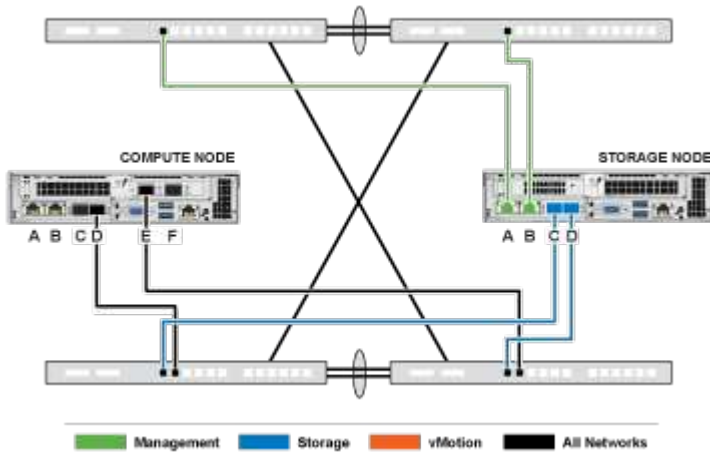 COMPUTE NODE
STORAGE NODE
A B C D E F
A B C D
Management Storage vMotion All Networks